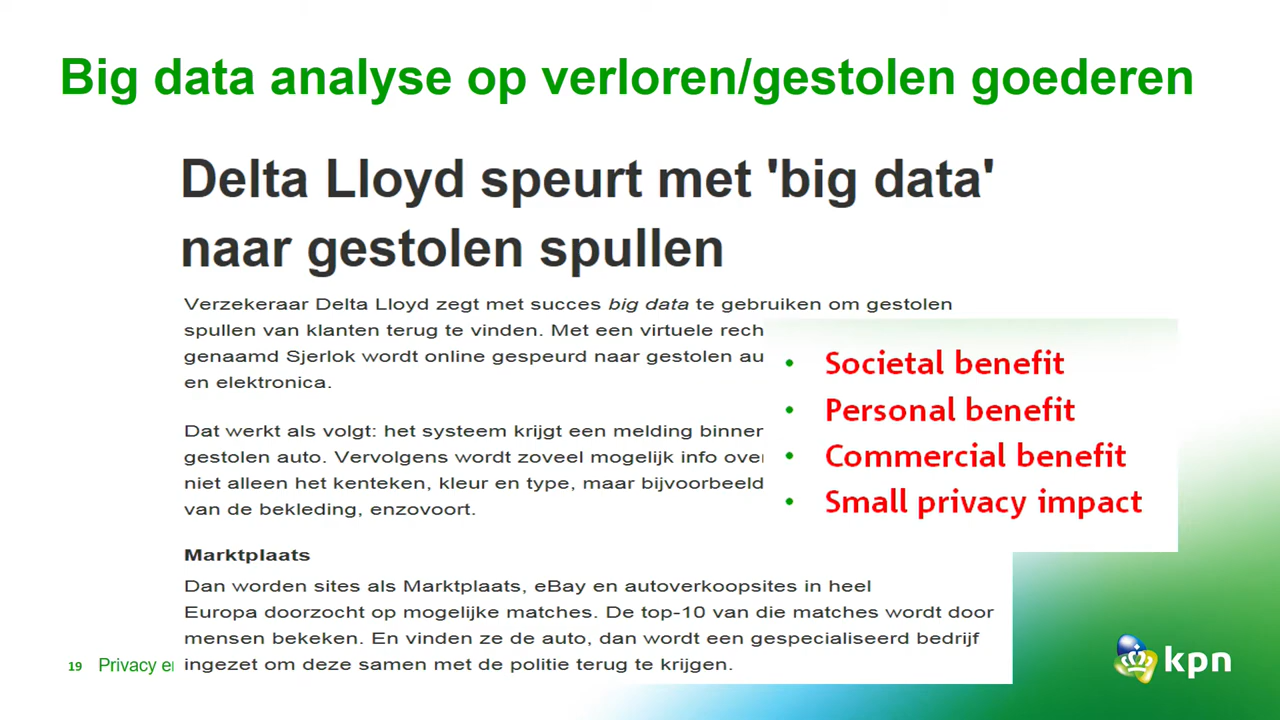 Big data analyse op verloren/gestolen goederen
Delta Lloyd speurt met 'big data'
naar gestolen spullen
Verzekeraar Delta Lloyd zegt met succes big data te gebruiken om gestolen
spullen van klanten terug te vinden. Met een virtuele rech
genaamd Sjerlok wordt online gespeurd naar gestolen au
en elektronica.
Dat werkt als volgt: het systeem krijgt een melding binner
gestolen auto. Vervolgens wordt zoveel mogelijk info over
niet alleen het kenteken, kleur en type, maar bijvoorbeeld
van de bekleding, enzovoort.
• Societal benefit
• Personal benefit
• Commercial benefit
• Small privacy impact
Marktplaats
Dan worden sites als Marktplaats, eBay en autoverkoopsites in heel
Europa doorzocht op mogelijke matches. De top-10 van die matches wordt door
mensen bekeken. En vinden ze de auto, dan wordt een gespecialiseerd bedrijf
ingezet om deze samen met de politie terug te krijgen.
19 Privacy er
kpn